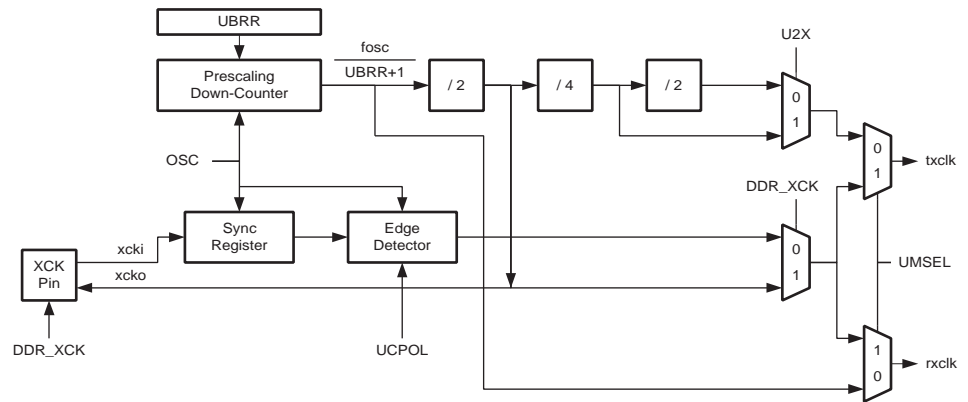 UBRR
U2X
fosc
UBRR+1
Prescaling
Down-Counter
/ 2
/ 4
/ 2
0
1
OSC
0
1
txclk
DDR_XCK
Sync
Register
Edge
Detector
xcki
0
1
XCK
Pin
xcko
UMSEL
DDR_XCK
UCPOL
1
0
rxclk